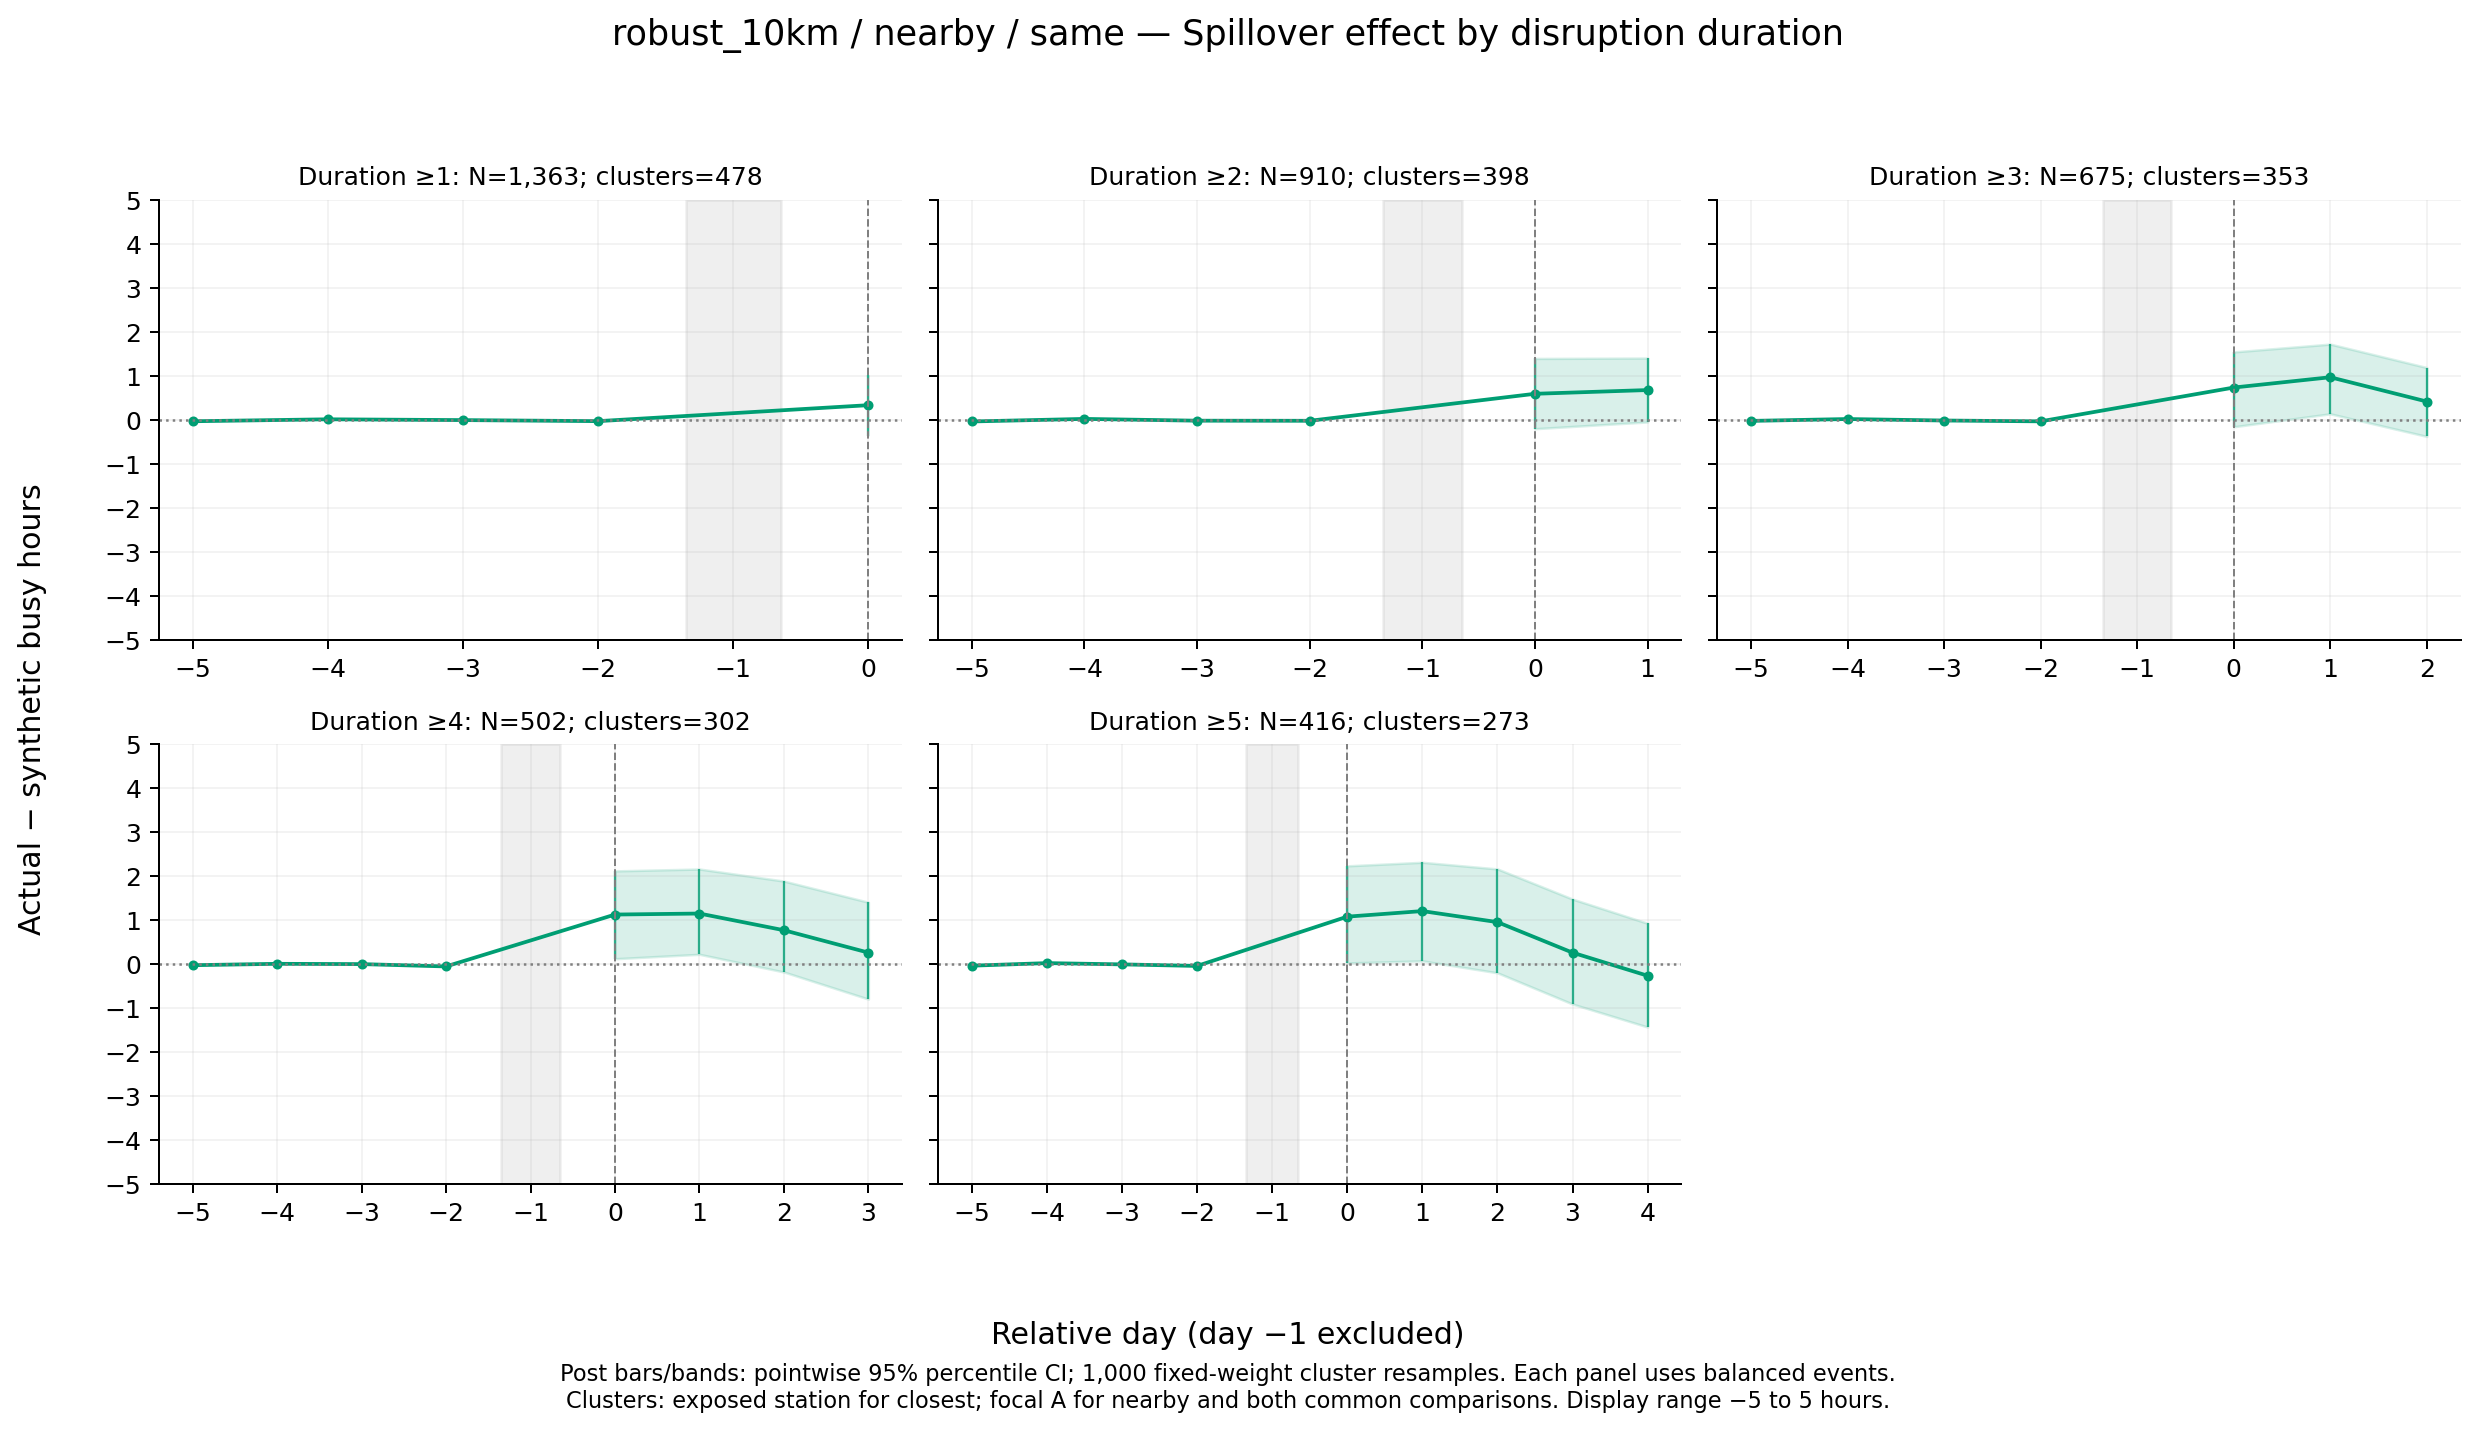 robust_10km / nearby / same — Spillover effect by disruption duration
Duration ≥1: N=1,363; clusters=478
Duration ≥2: N=910; clusters=398
Duration ≥3: N=675; clusters=353
5
4
3
2
1
0
−1
−2
−3
−4
−5
−5 −4 −3 −2 −1 0
−5 −4 −3 −2 −1 0 1
−5 −4 −3 −2 −1 0 1 2
Actual − synthetic busy hours
Duration ≥4: N=502; clusters=302
Duration ≥5: N=416; clusters=273
5
4
3
2
1
0
−1
−2
−3
−4
−5
−5 −4 −3 −2 −1 0 1 2 3
−5 −4 −3 −2 −1 0 1 2 3 4
Relative day (day −1 excluded)
Post bars/bands: pointwise 95% percentile CI; 1,000 fixed-weight cluster resamples. Each panel uses balanced events.
Clusters: exposed station for closest; focal A for nearby and both common comparisons. Display range −5 to 5 hours.